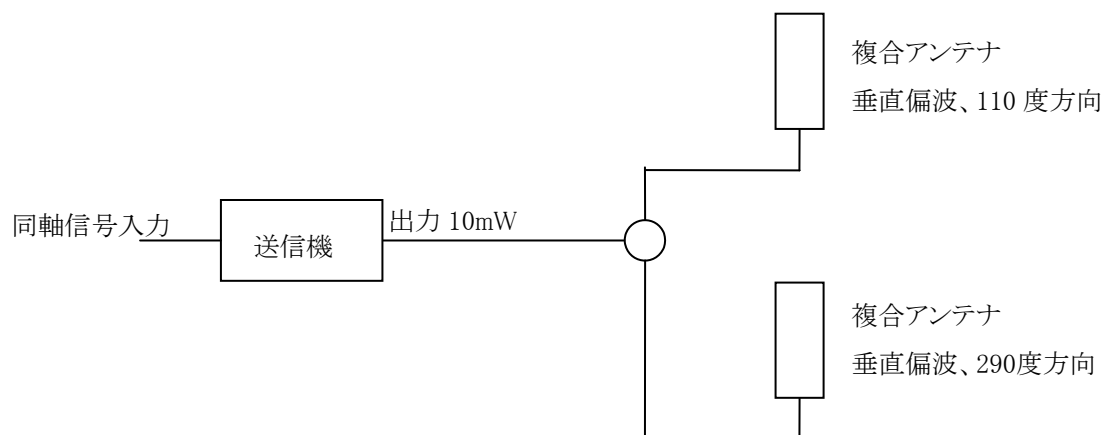 複合アンテナ
垂直偏波、110 度方向
同軸信号入力
送信機
出力 10mW
複合アンテナ
垂直偏波、290度方向